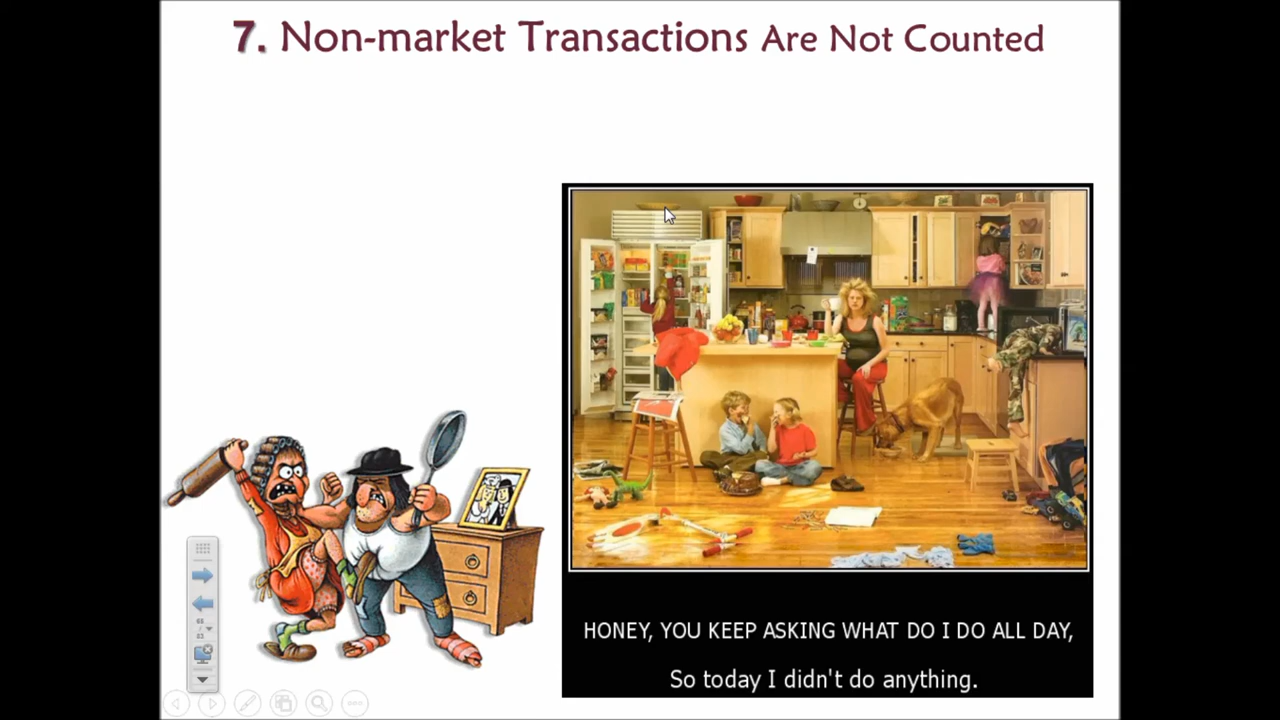 7. Non-market Transactions Are Not Counted
HONEY, YOU KEEP ASKING WHAT DO I DO ALL DAY,
So today I didn't do anything.